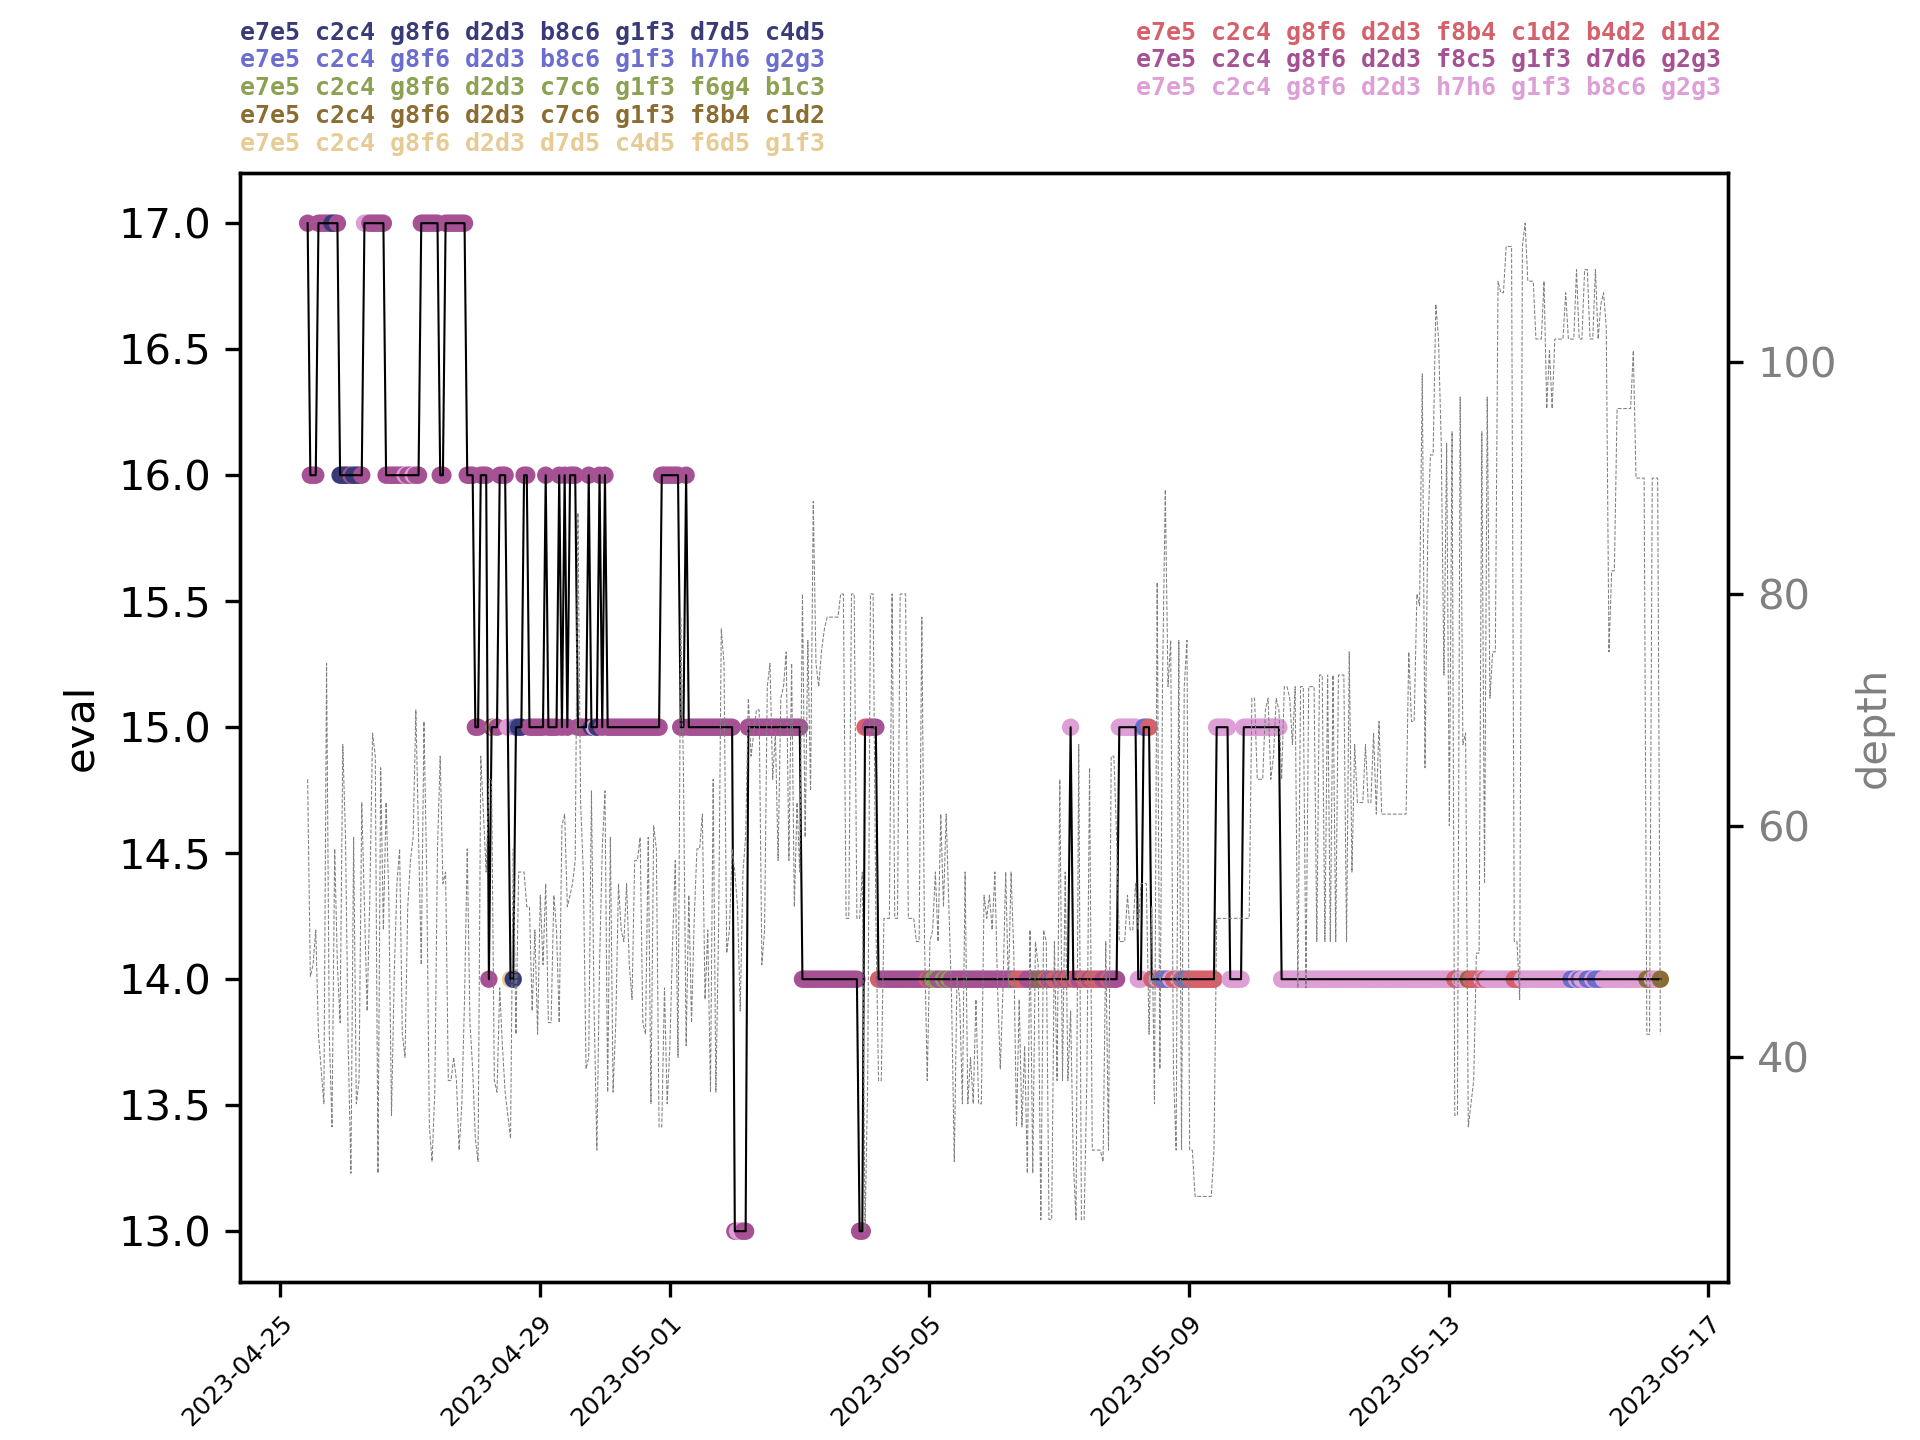 e7e5 c2c4 g8f6 d2d3 b8c6 g1f3 d7d5 c4d5
e7e5 c2c4 g8f6 d2d3 b8c6 g1f3 h7h6 g2g3
e7e5 c2c4 g8f6 d2d3 c7c6 g1f3 f6g4 b1c3
e7e5 c2c4 g8f6 d2d3 c7c6 g1f3 f8b4 c1d2
e7e5 c2c4 g8f6 d2d3 d7d5 c4d5 f6d5 g1f3
e7e5 c2c4 g8f6 d2d3 f8b4 c1d2 b4d2 d1d2
e7e5 c2c4 g8f6 d2d3 f8c5 g1f3 d7d6 g2g3
e7e5 c2c4 g8f6 d2d3 h7h6 g1f3 b8c6 g2g3
eval
17.0
16.5
16.0
15.5
15.0
14.5
14.0
13.5
13.0
100
80
60
40
depth
2023-04-25
2023-04-29
2023-05-01
2023-05-05
2023-05-09
2023-05-13
2023-05-17